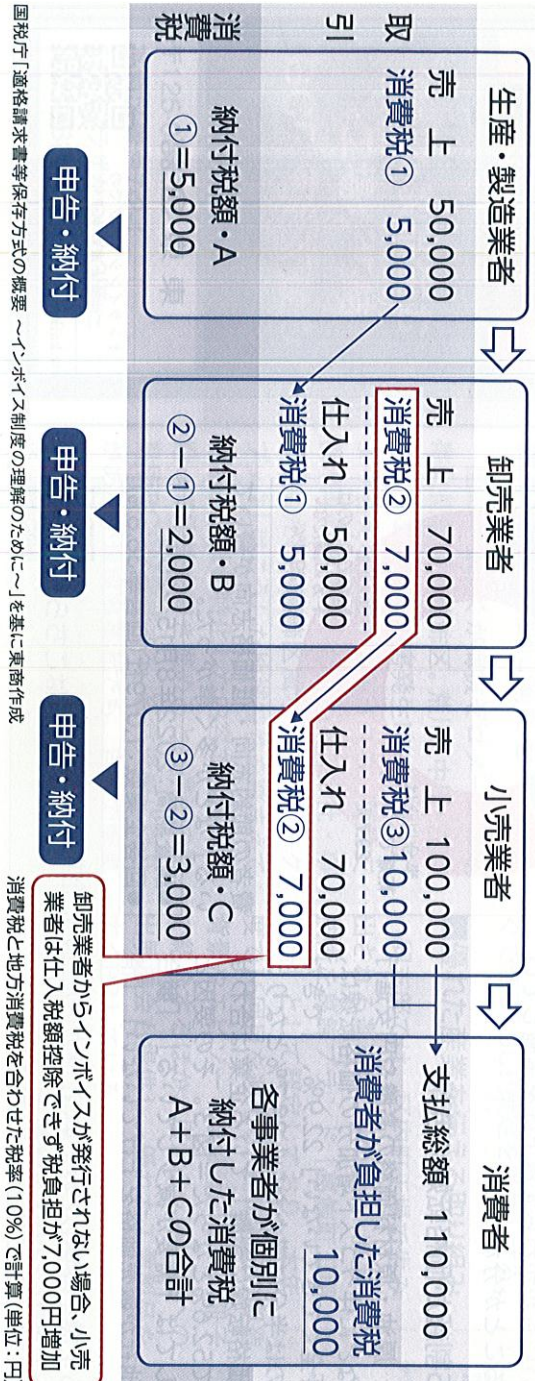 生産・製造業者
取引
売 上 50,000
消費税① 5,000
消費税
納付税額・A
①=5,000
申告・納付
卸売業者
売 上 70,000
消費税② 7,000
仕入れ 50,000
消費税① 5,000
納付税額・B
②－①=2,000
申告・納付
小売業者
売 上 100,000
消費税③10,000
仕入れ 70,000
消費税② 7,000
納付税額・C
③－②=3,000
申告・納付
消費者
支払総額 110,000
消費者が負担した消費税
10,000
各事業者が個別に
納付した消費税
A+B+Cの合計
卸売業者からインボイスが発行されない場合、小売
業者は仕入税額控除できず税負担が7,000円増加
国税庁「適格請求書等保存方式の概要 ～インボイス制度の理解のために～」を基に東商作成
消費税と地方消費税を合わせた税率(10%)で計算(単位:円)